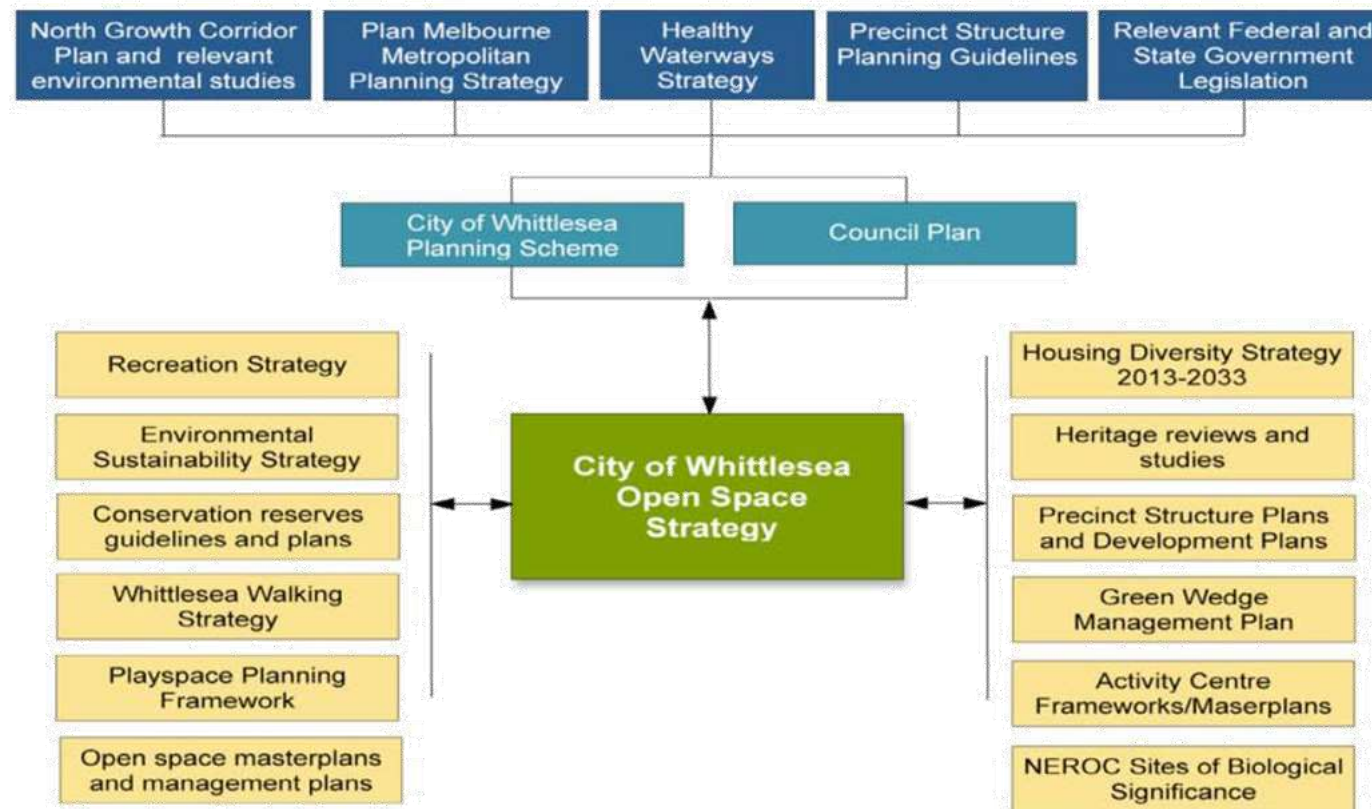 North Growth Corridor
Plan and relevant
environmental studies
Plan Melbourne
Metropolitan
Planning Strategy
Healthy
Waterways
Strategy
Precinct Structure
Planning Guidelines
Relevant Federal and
State Government
Legislation
City of Whittlesea
Planning Scheme
Council Plan
Recreation Strategy
Environmental
Sustainability Strategy
Conservation reserves
guidelines and plans
Whittlesea Walking
Strategy
Playspace Planning
Framework
Open space masterplans
and management plans
City of Whittlesea
Open Space
Strategy
Housing Diversity Strategy
2013-2033
Heritage reviews and
studies
Precinct Structure Plans
and Development Plans
Green Wedge
Management Plan
Activity Centre
Frameworks/Maserplans
NEROC Sites of Biological
Significance